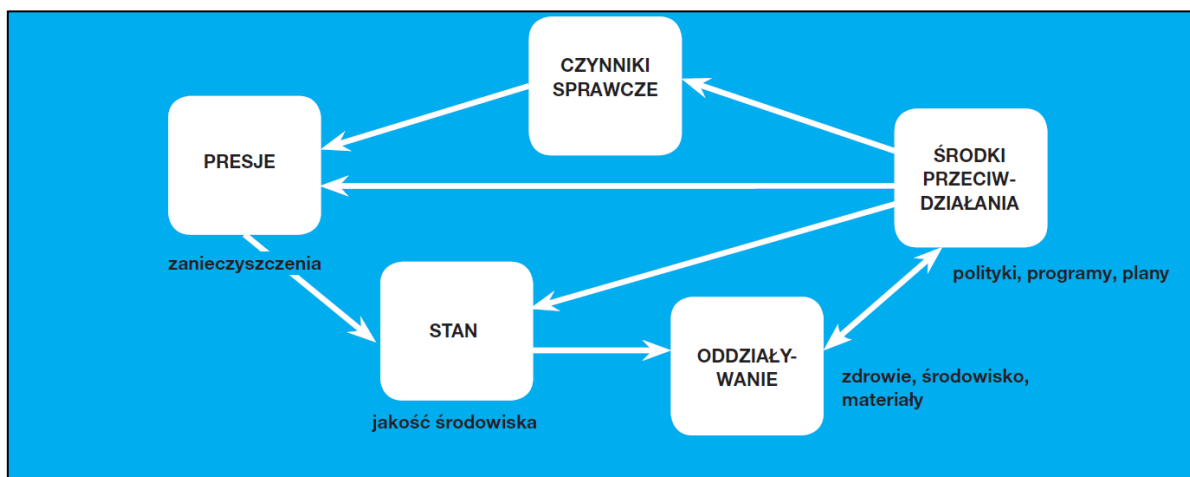 CZYNNIKI
SPRAWCZE
PRESJE
ŚRODKI
PRZECIW-
DZIAŁANIA
zanieczyszczenia
polityki, programy, plany
STAN
ODDZIAŁY-
WANIE
zdrowie, środowisko,
materiały
jakość środowiska